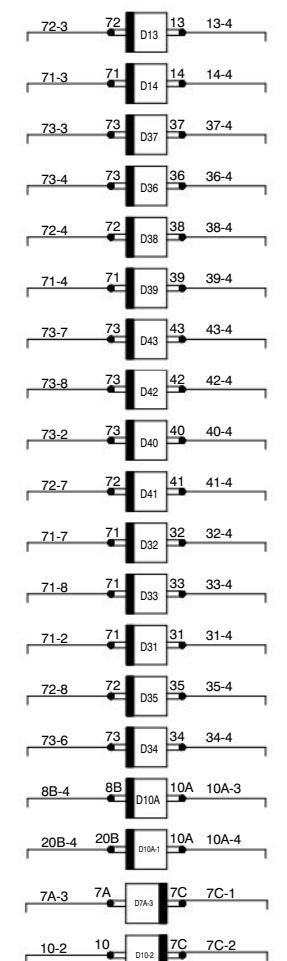 72-3 72 D13 13 13-4
71-3 71 D14 14 14-4
73-3 73 D37 37 37-4
73-4 73 D36 36 36-4
72-4 72 D38 38 38-4
71-4 71 D39 39 39-4
73-7 73 D43 43 43-4
73-8 73 D42 42 42-4
73-2 73 D40 40 40-4
72-7 72 D41 41 41-4
71-7 71 D32 32 32-4
71-8 71 D33 33 33-4
71-2 71 D31 31 31-4
72-8 72 D35 35 35-4
73-6 73 D34 34 34-4
8B-4 8B D10A 10A 10A-3
20B-4 20B D10A-1 10A 10A-4
7A-3 7A D7A-3 7C 7C-1
10-2 10 D10-2 7C 7C-2